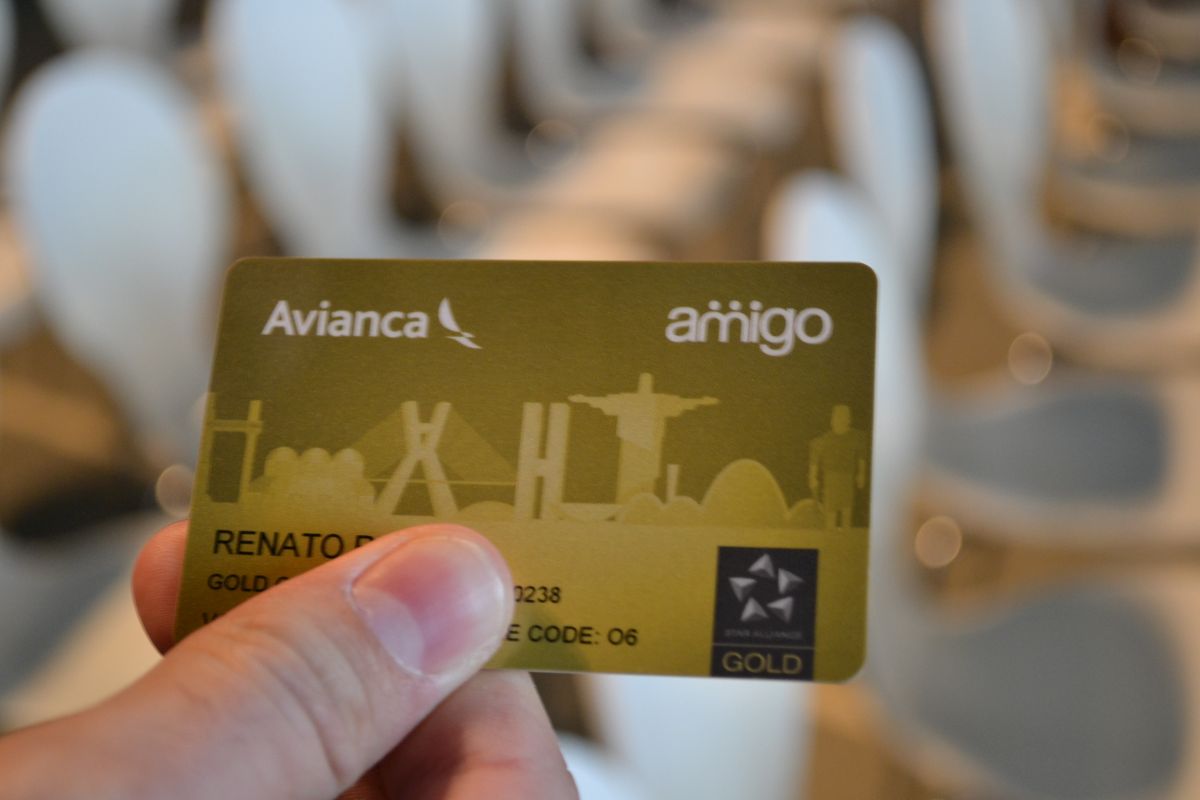 Avianca
amigo
RENATO
GOLD 0238
E CODE: O6
STAR ALLIANCE
GOLD